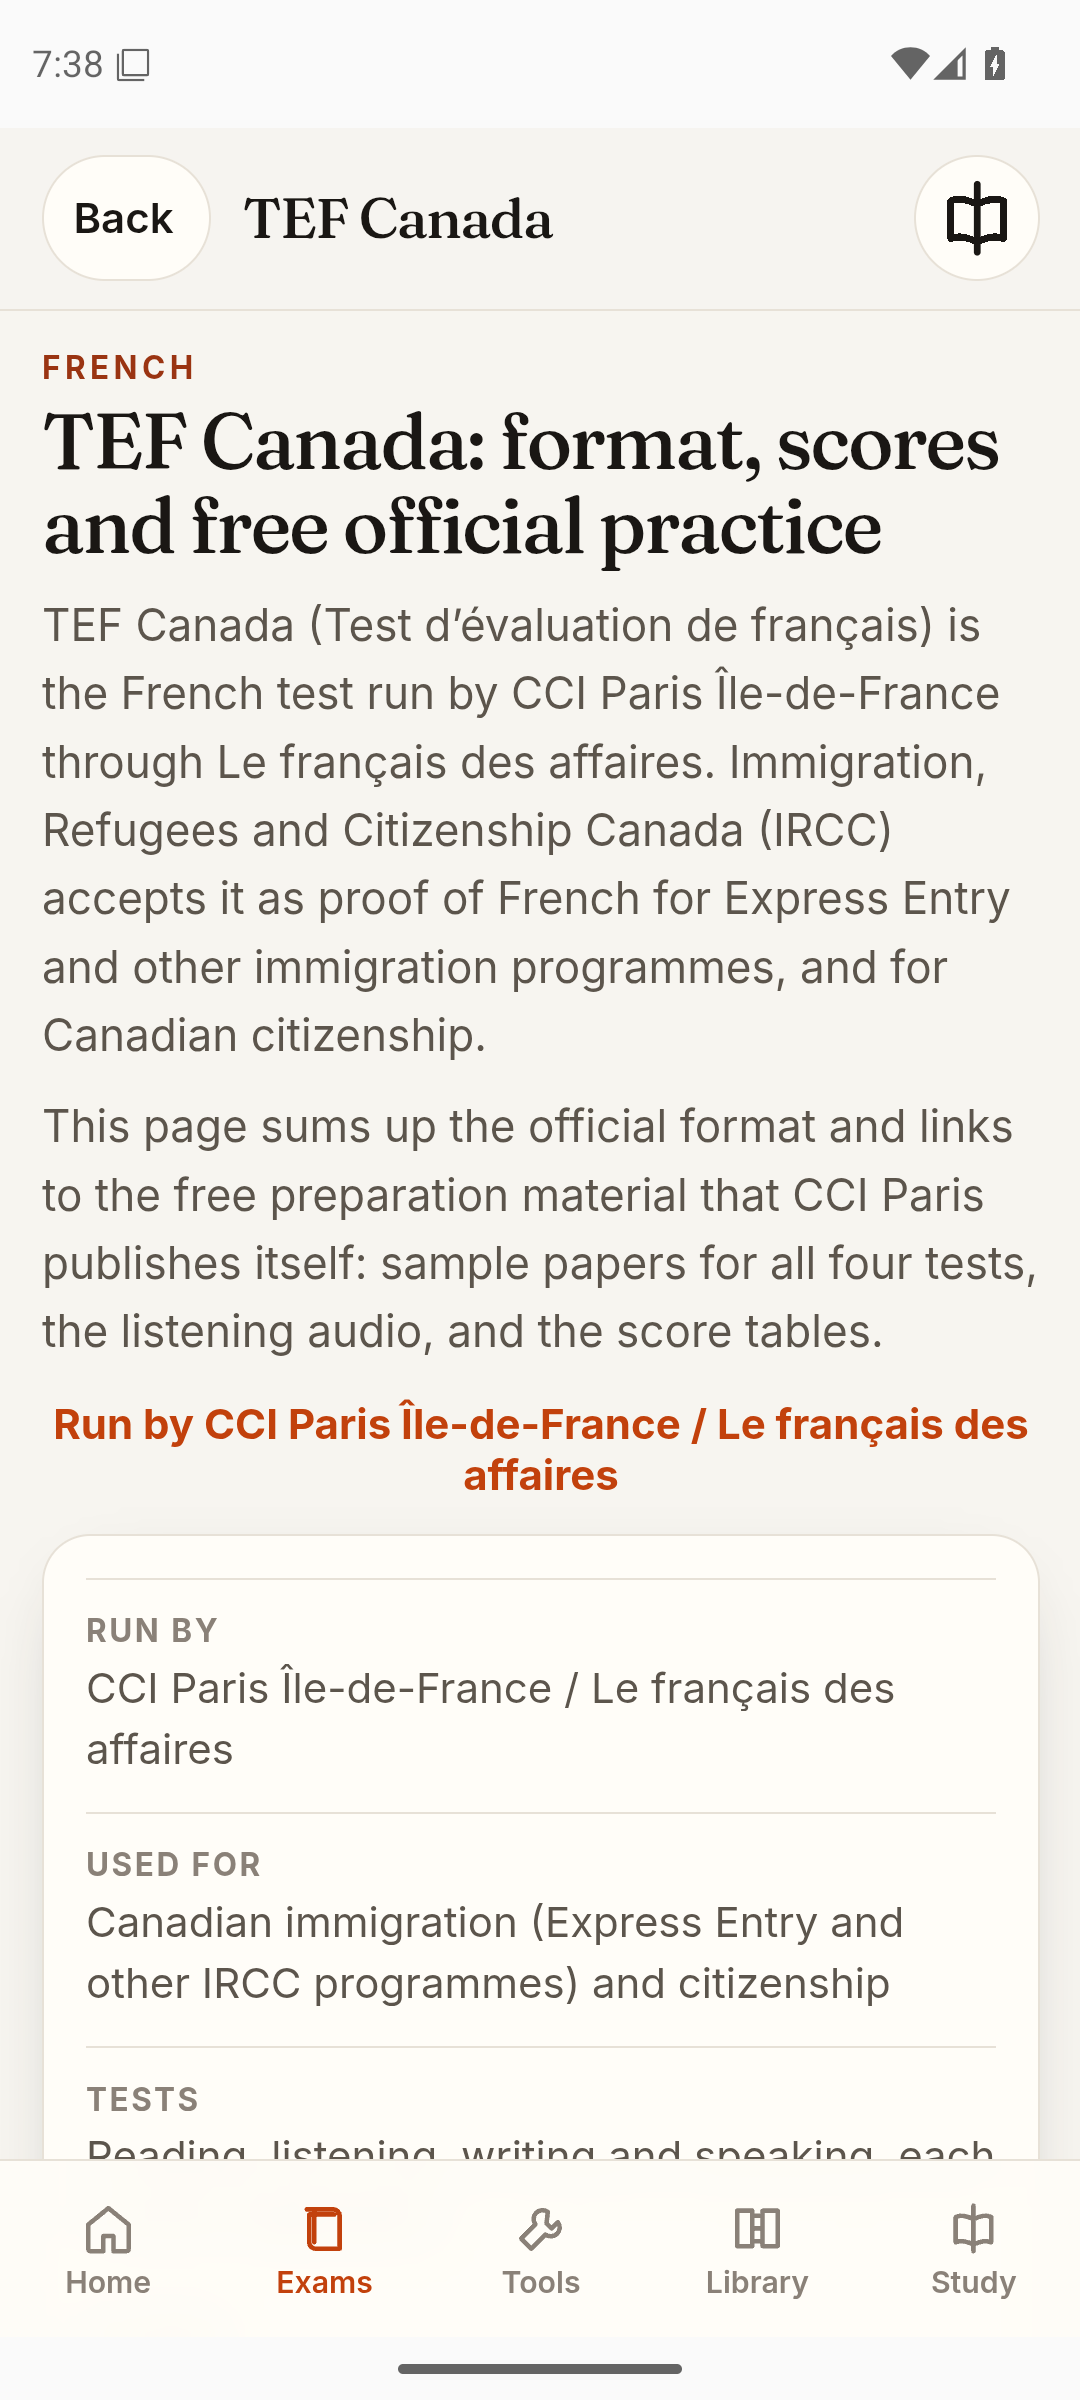 7:38
Back
TEF Canada
FRENCH
TEF Canada: format, scores
and free official practice
TEF Canada (Test d’évaluation de français) is
the French test run by CCI Paris Île-de-France
through Le français des affaires. Immigration,
Refugees and Citizenship Canada (IRCC)
accepts it as proof of French for Express Entry
and other immigration programmes, and for
Canadian citizenship.
This page sums up the official format and links
to the free preparation material that CCI Paris
publishes itself: sample papers for all four tests,
the listening audio, and the score tables.
Run by CCI Paris Île-de-France / Le français des
affaires
RUN BY
CCI Paris Île-de-France / Le français des
affaires
USED FOR
Canadian immigration (Express Entry and
other IRCC programmes) and citizenship
TESTS
Reading, listening, writing and speaking, each
Home
Exams
Tools
Library
Study